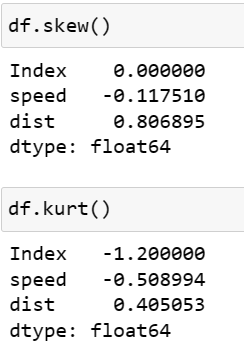 df.skew()
Index    0.000000
speed   -0.117510
dist     0.806895
dtype: float64
df.kurt()
Index   -1.200000
speed   -0.508994
dist     0.405053
dtype: float64